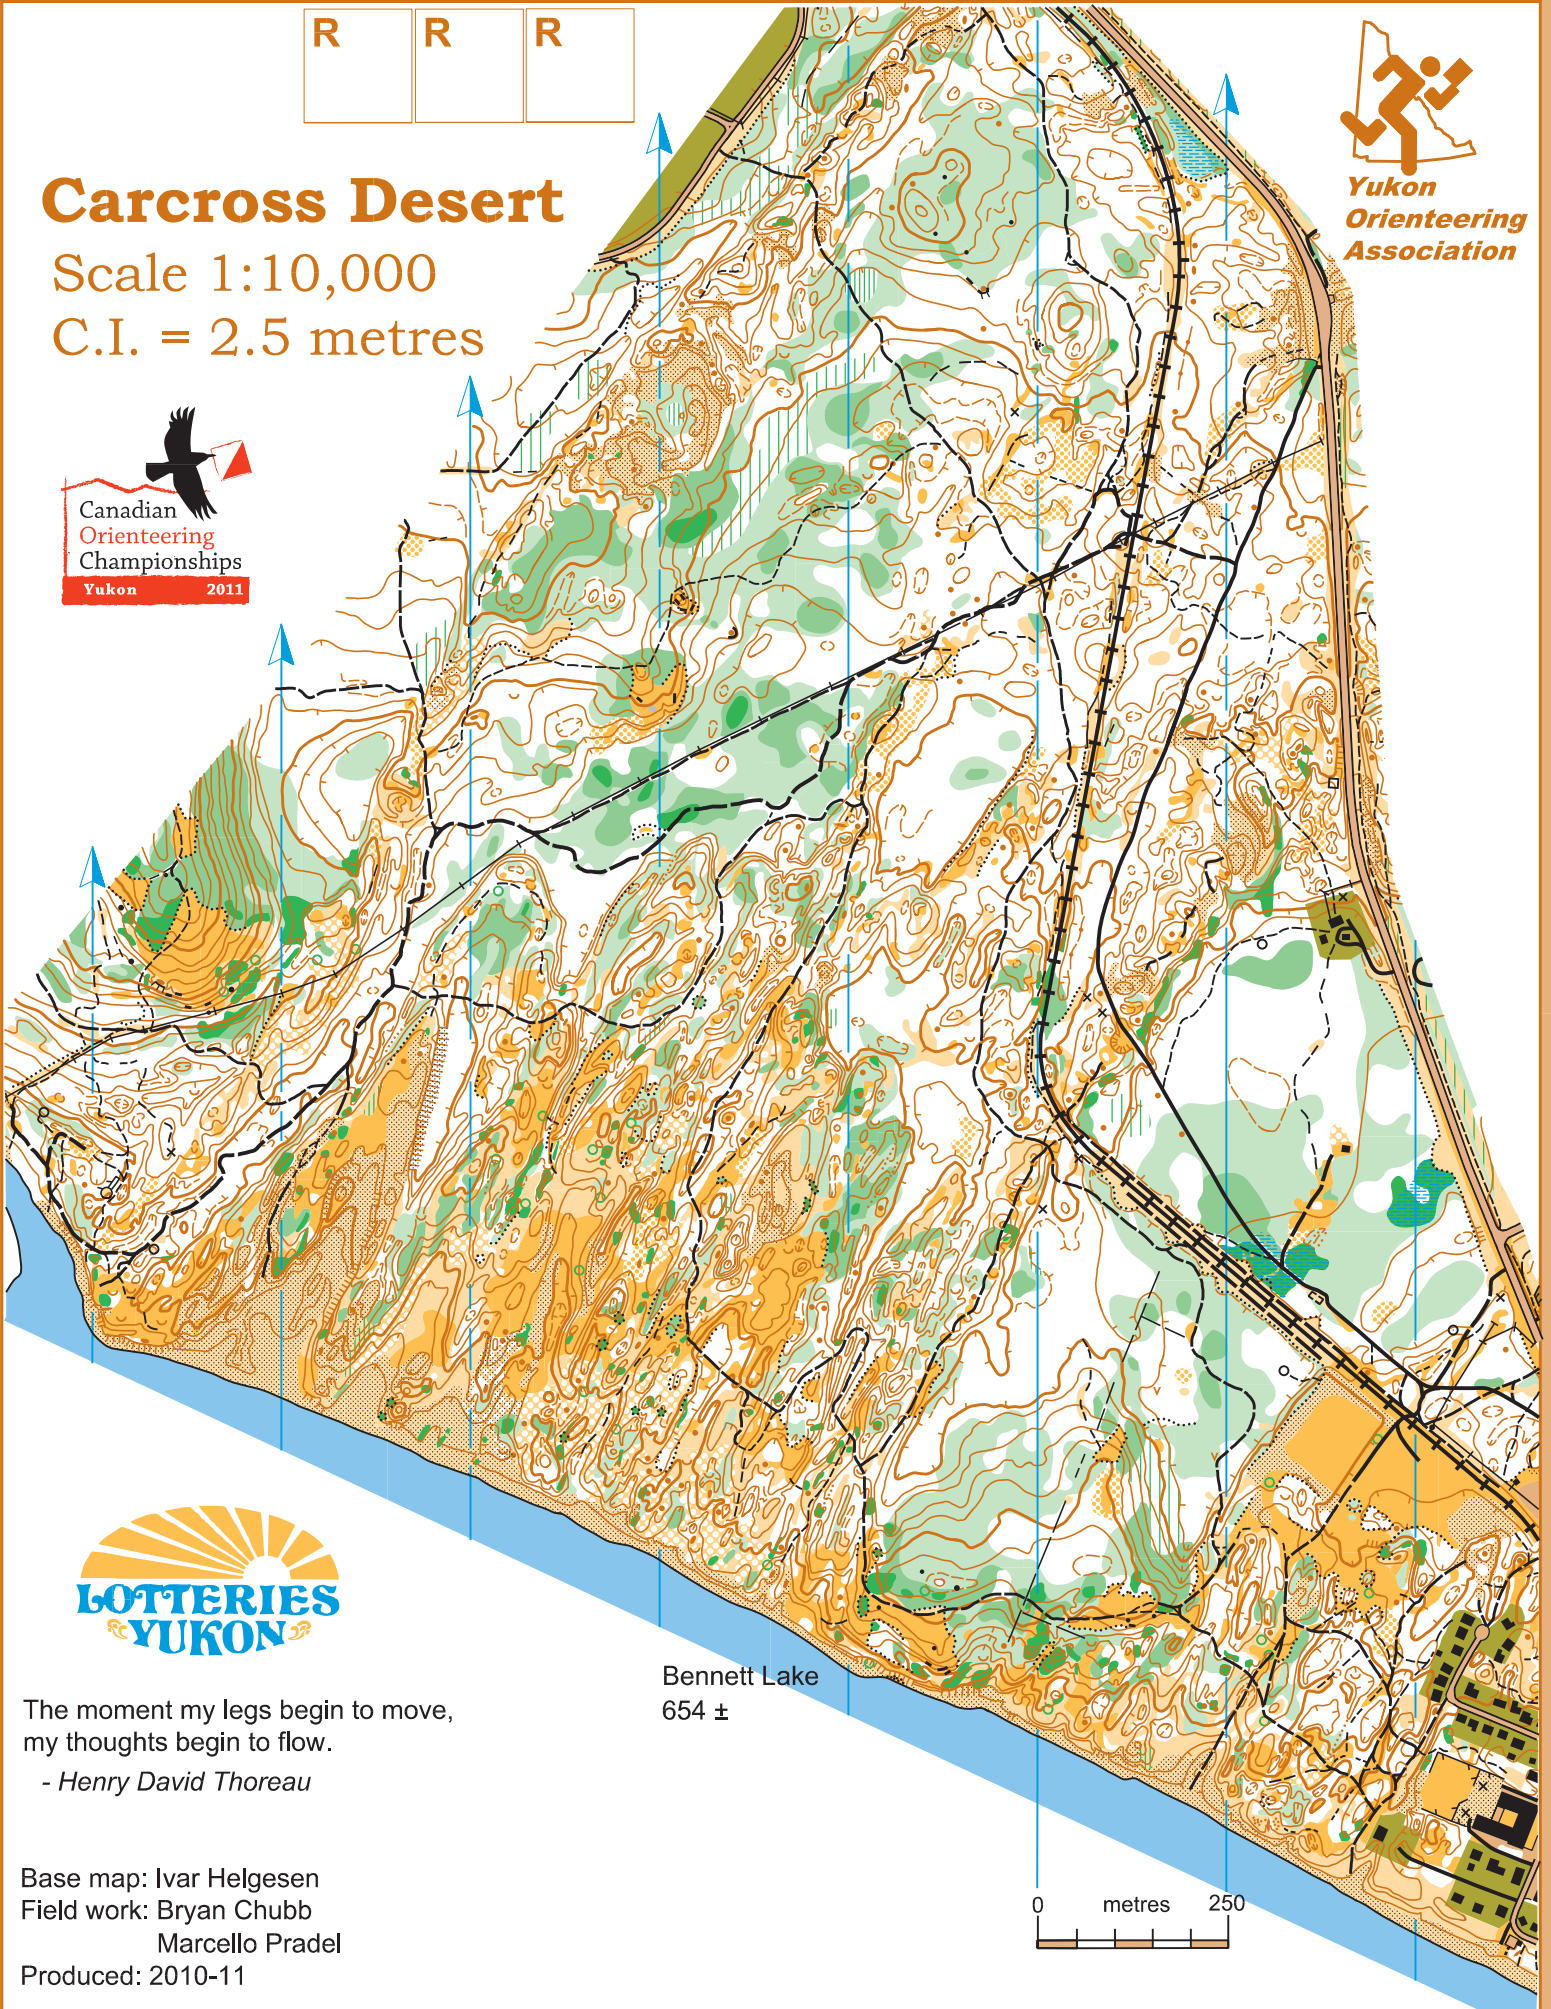 R R R
Carcross Desert
Scale 1:10,000
C.I. = 2.5 metres
Yukon
Orienteering
Association
Canadian
Orienteering
Championships
Yukon 2011
LOTTERIES
YUKON
The moment my legs begin to move,
my thoughts begin to flow.
- Henry David Thoreau
Bennett Lake
654 ±
Base map: Ivar Helgesen
Field work: Bryan Chubb
Marcello Pradel
Produced: 2010-11
0 metres 250